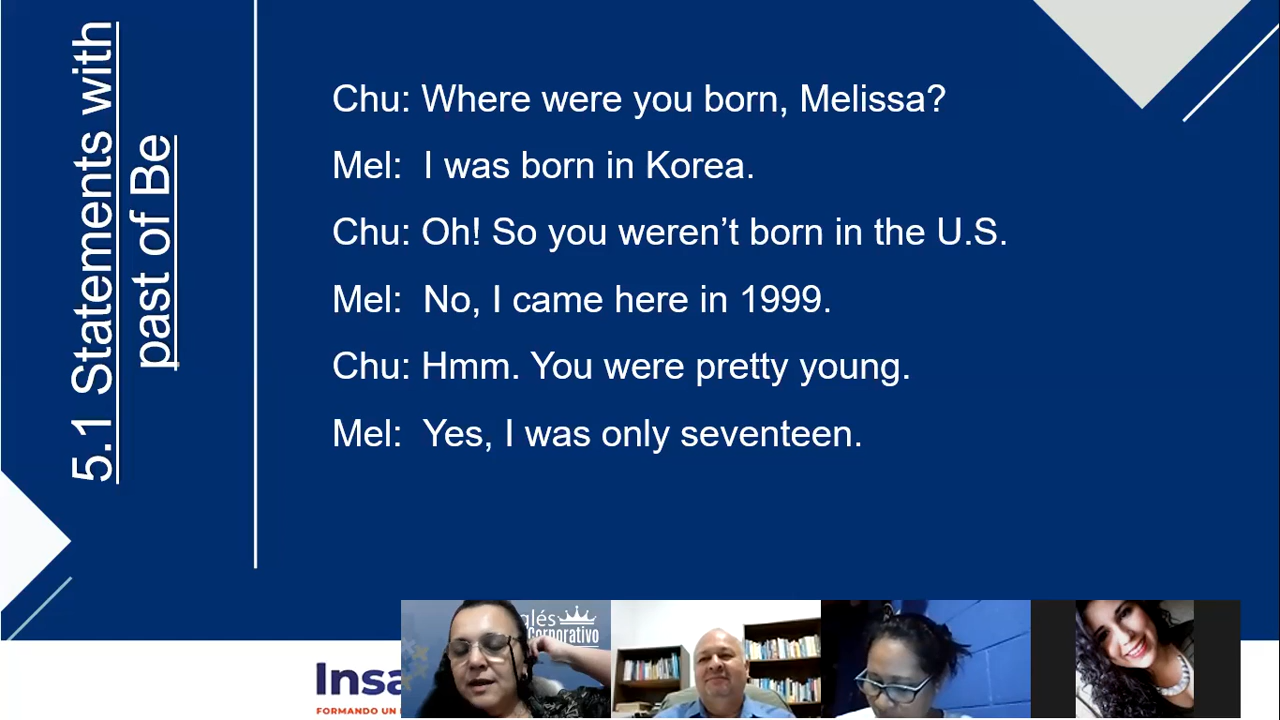 5.1 Statements with
past of Be
Chu: Where were you born, Melissa?
Mel: I was born in Korea.
Chu: Oh! So you weren’t born in the U.S.
Mel: No, I came here in 1999.
Chu: Hmm. You were pretty young.
Mel: Yes, I was only seventeen.
glés
Corporativo
Insa
FORMANDO UN